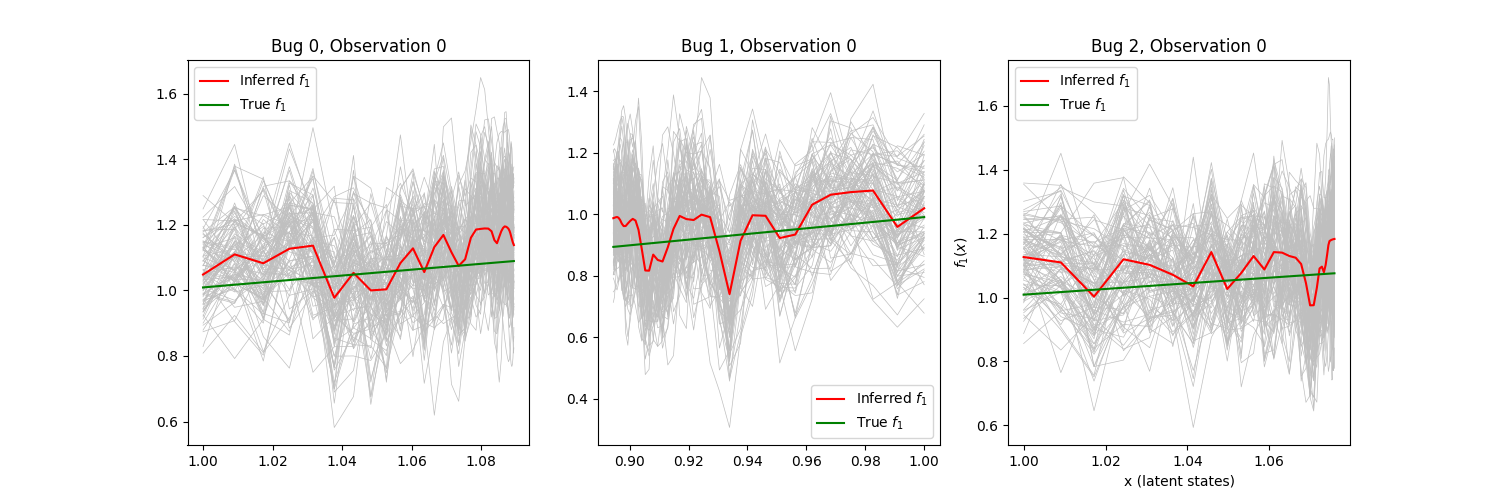 Bug 0, Observation 0
Inferred f₁
True f₁
1.6
1.4
1.2
1.0
0.8
0.6
1.00 1.02 1.04 1.06 1.08
Bug 1, Observation 0
1.4
1.2
1.0
0.8
0.6
0.4
Inferred f₁
True f₁
0.90 0.92 0.94 0.96 0.98 1.00
Bug 2, Observation 0
Inferred f₁
True f₁
f₁(x)
1.6
1.4
1.2
1.0
0.8
0.6
1.00 1.02 1.04 1.06
x (latent states)